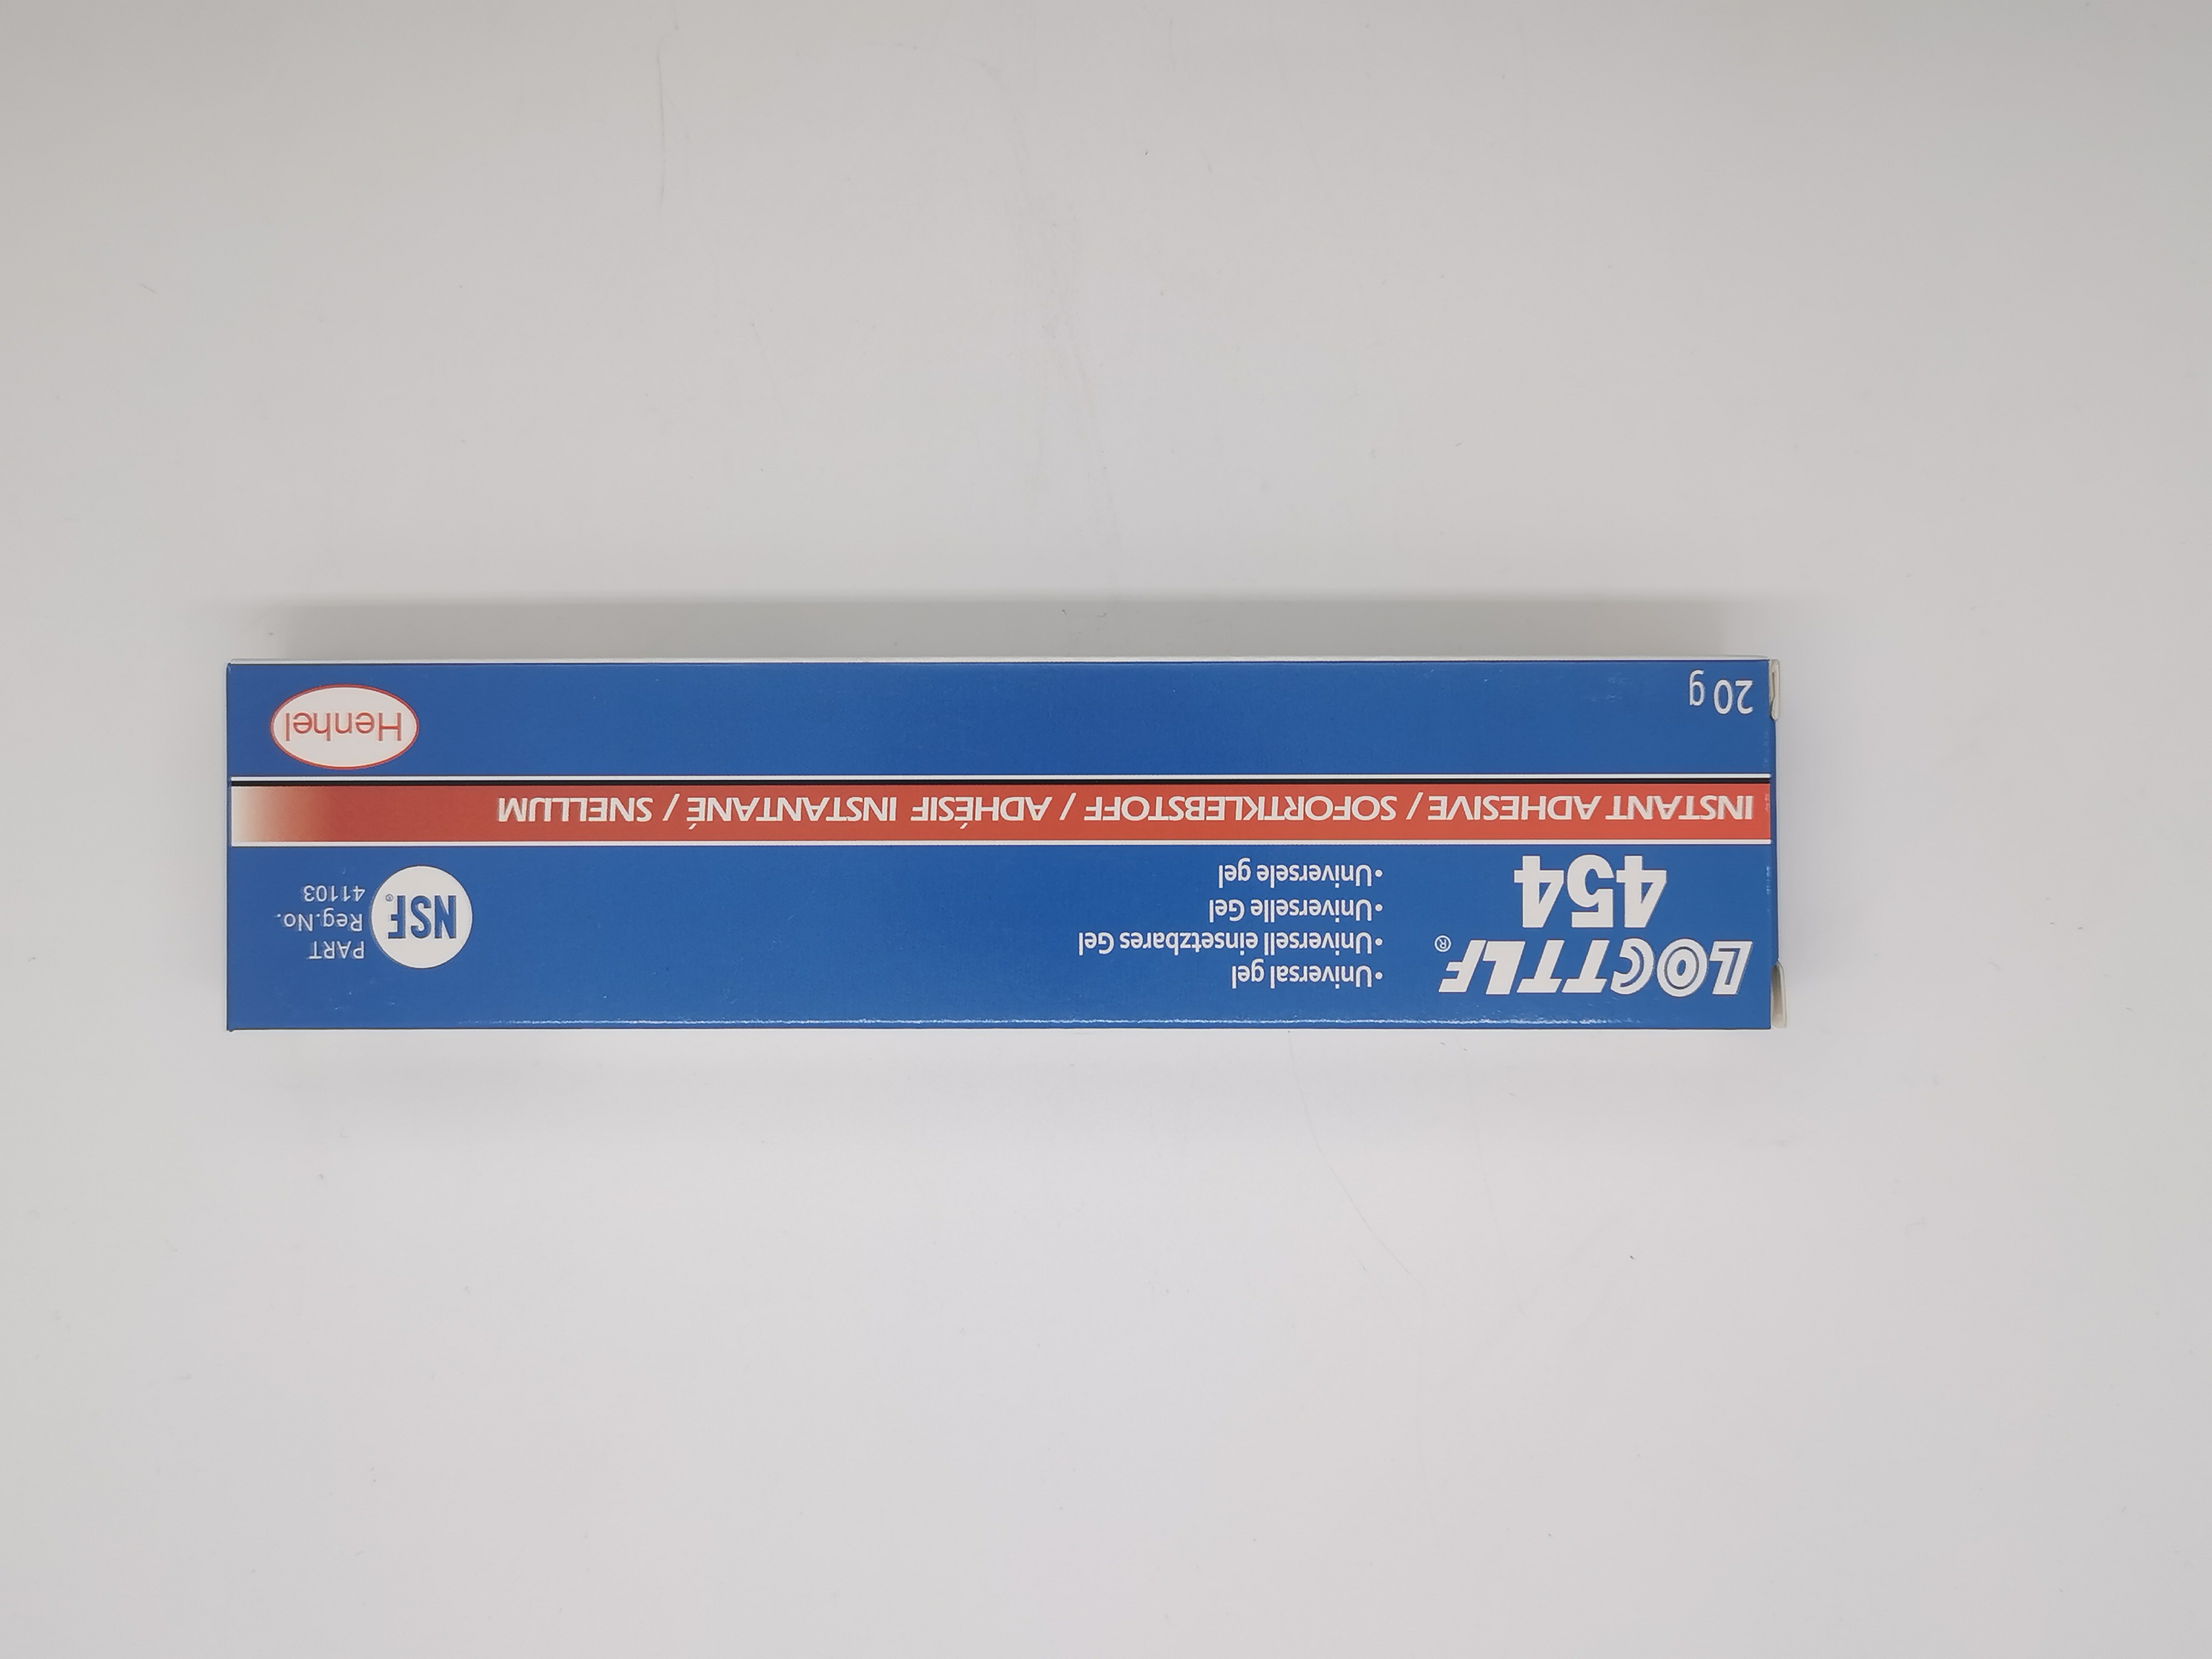 LOCTITE®
454
•Universal gel
•Universell einsetzbares Gel
•Universelle Gel
•Universele gel
NSF®
PART
Reg.No.
41103
INSTANT ADHESIVE / SOFORTKLEBSTOFF / ADHÉSIF INSTANTANÉ / SNELLIJM
20 g
Henkel